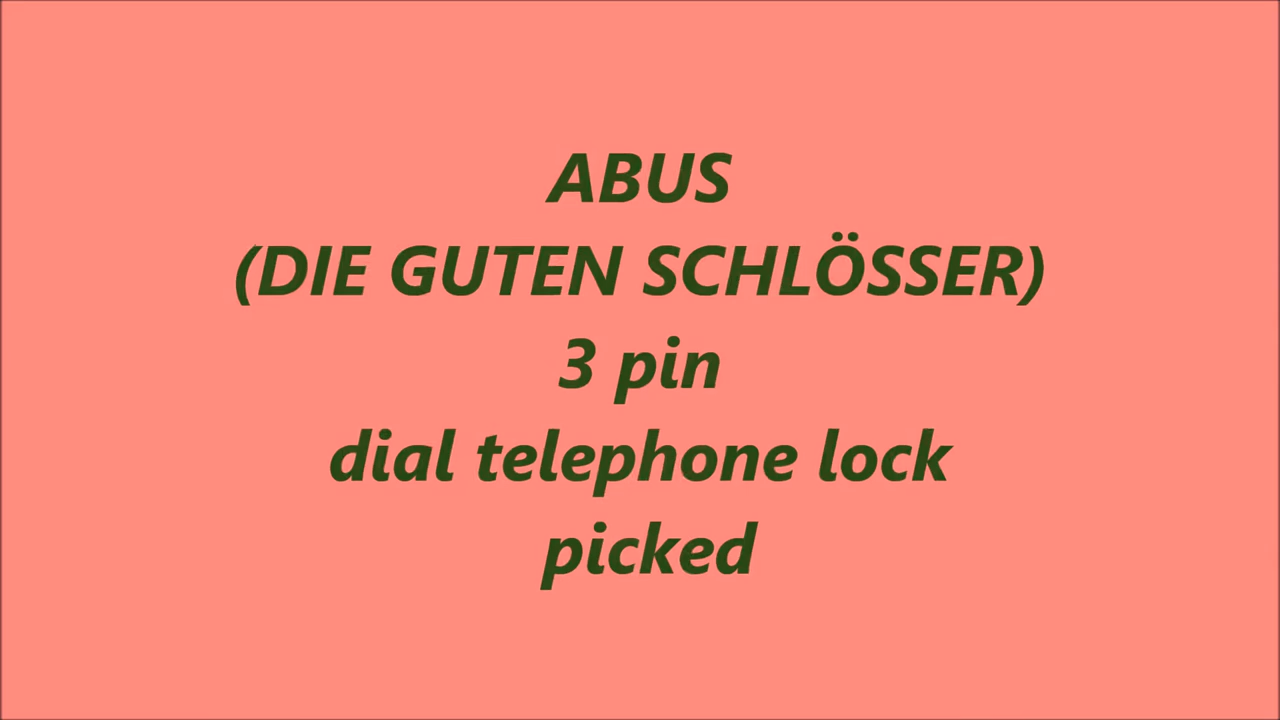 ABUS
(DIE GUTEN SCHLÖSSER)
3 pin
dial telephone lock
picked